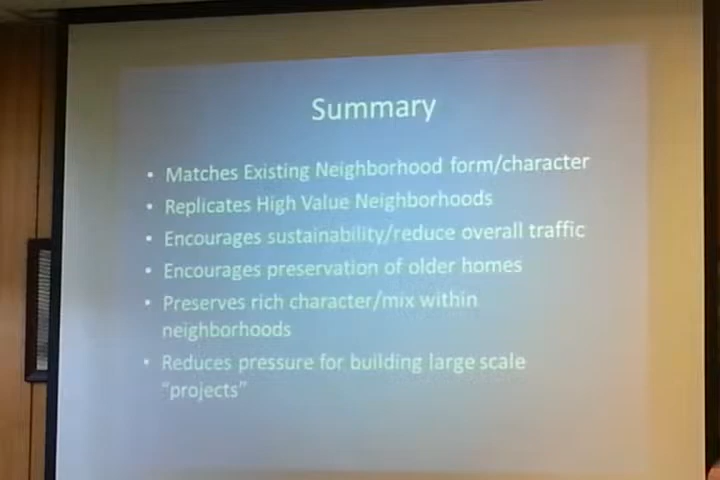 Summary
• Matches Existing Neighborhood form/character
• Replicates High Value Neighborhoods
• Encourages sustainability/reduce overall traffic
• Encourages preservation of older homes
• Preserves rich character/mix within
neighborhoods
• Reduces pressure for building large scale
“projects”